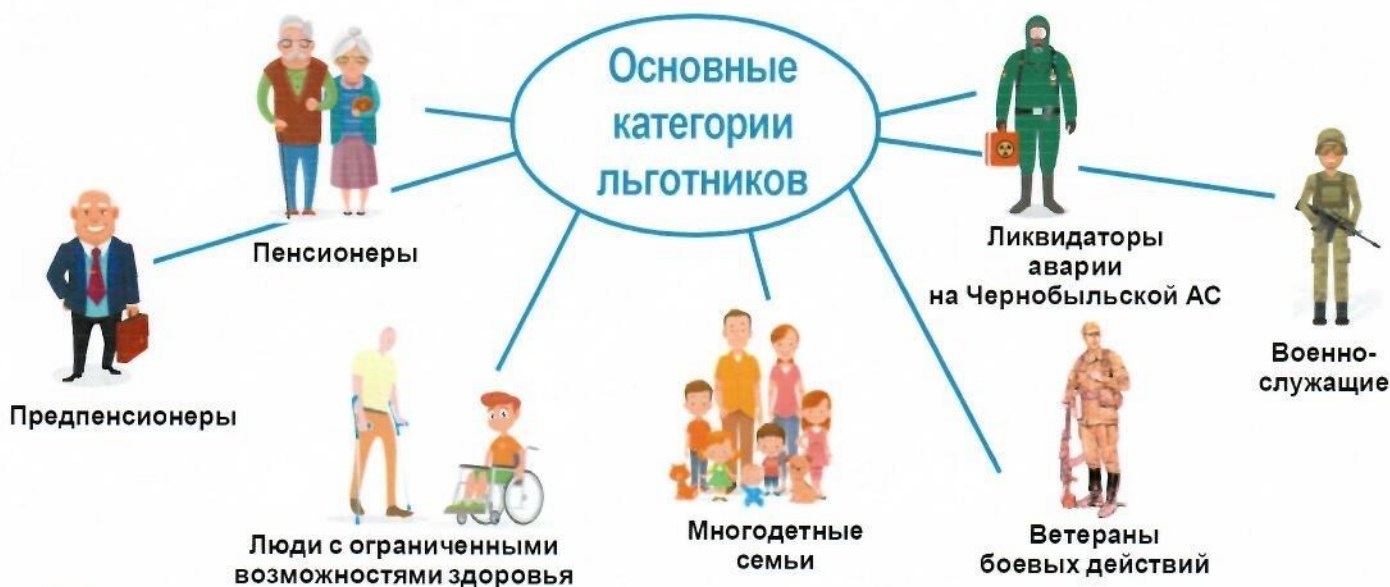 Основные
категории
льготников
Пенсионеры
Предпенсионеры
Люди с ограниченными
возможностями здоровья
Многодетные
семьи
Ветераны
боевых действий
Ликвидаторы
аварии
на Чернобыльской АС
Военно-
служащие